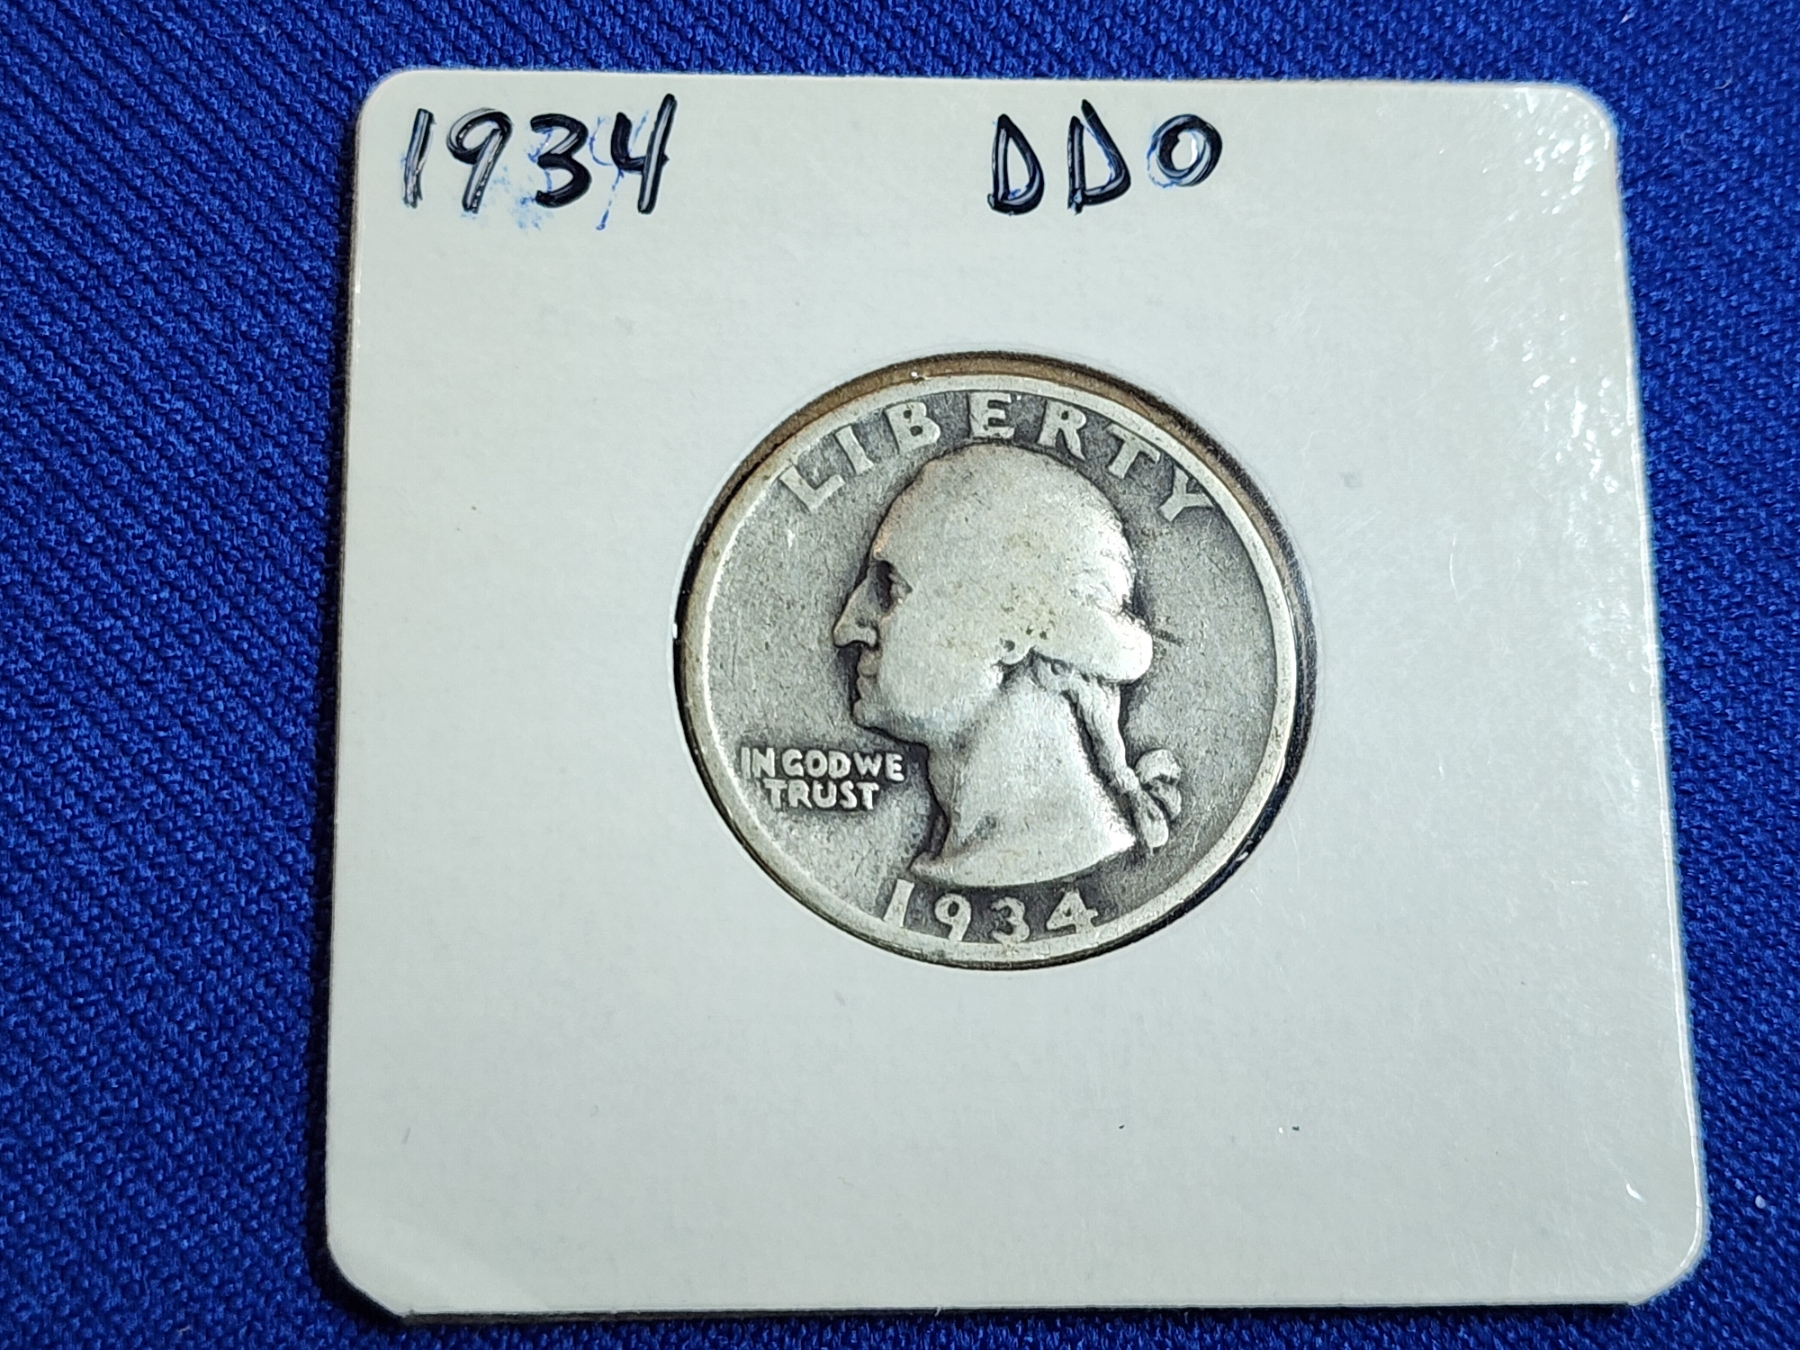 1934 DDO
LIBERTY
IN GOD WE
TRUST
1934